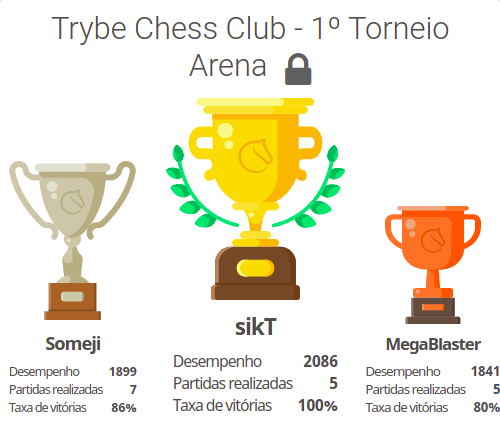 Trybe Chess Club - 1º Torneio
Arena
sikT
Desempenho 2086
Partidas realizadas 5
Taxa de vitórias 100%
Someji
Desempenho 1899
Partidas realizadas 7
Taxa de vitórias 86%
MegaBlaster
Desempenho 1841
Partidas realizadas 5
Taxa de vitórias 80%